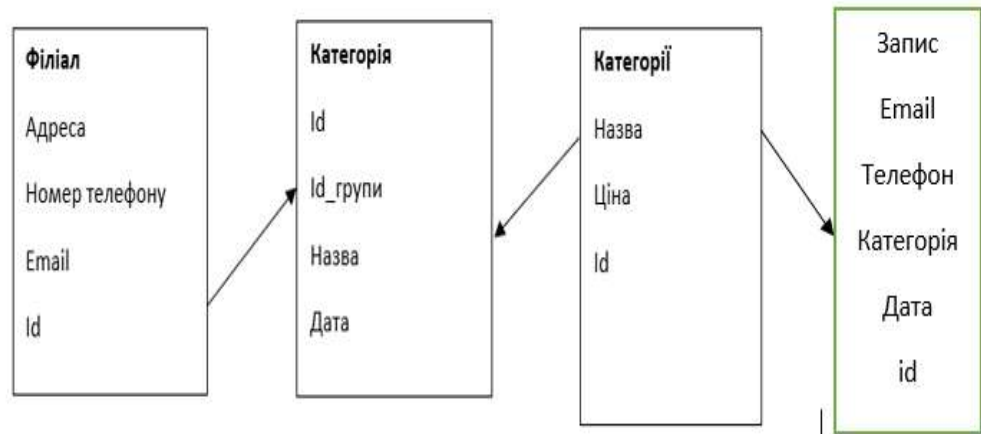 Філіал
Адреса
Номер телефону
Email
Id
Категорія
Id
Id_групи
Назва
Дата
КатегоріЇ
Назва
Ціна
Id
Запис
Email
Телефон
Категорія
Дата
id